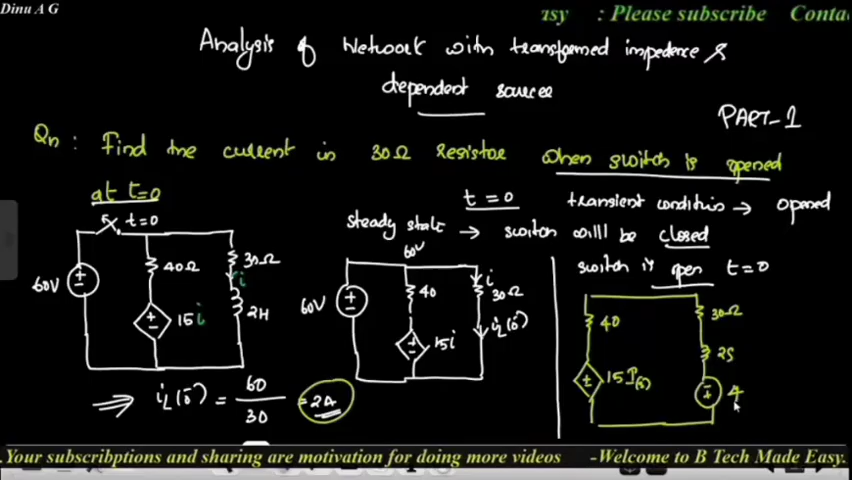 Dinu A G
asy : Please subscribe Conta
Analysis of Network with transformed impedence &
dependent source
PART-1
Qn : Find the current in 30Ω Resistor when switch is opened
at t=0
t = 0 transient condition → opened
steady state → switch will be closed
switch is open t=0
t=0
60V
40Ω
30Ω
i
15i
2H
60V
60V
40
i
30Ω
15i
iL(0⁻)
40
30Ω
2S
15I(s)
4
⇒ iL(0⁻) = 60/30 = 2A
.Your subscribptions and sharing are motivation for doing more videos -Welcome to B Tech Made Easy.